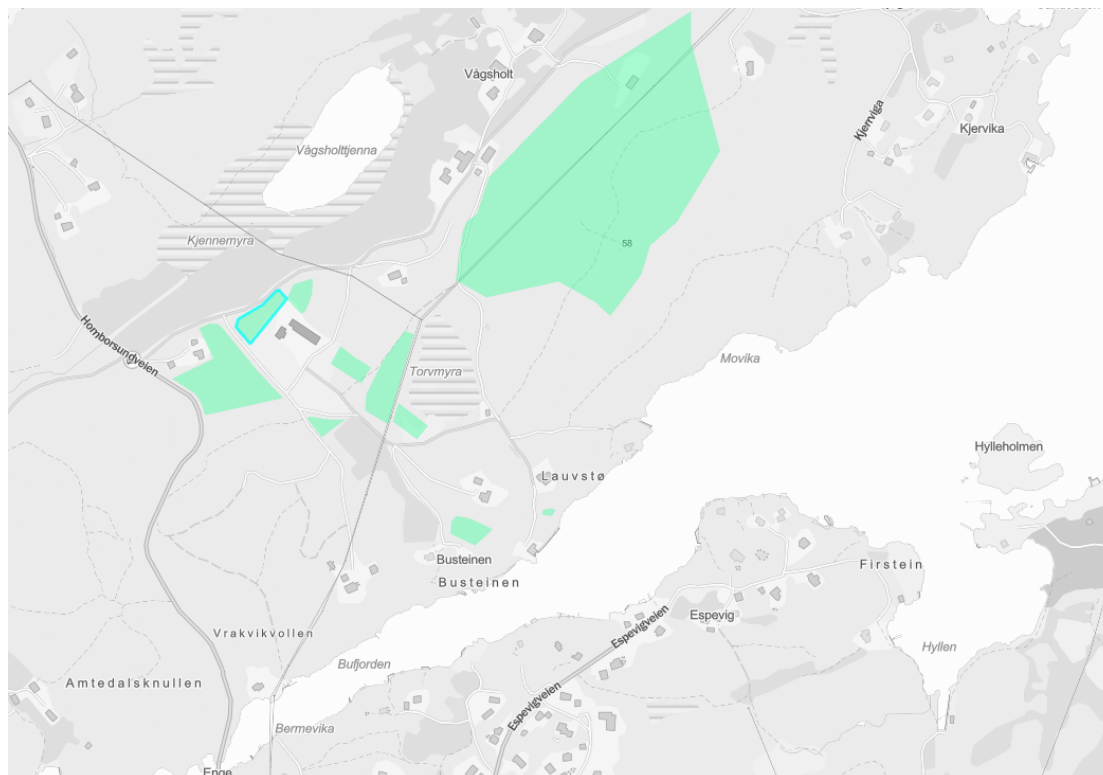 Vågsholt
Kjerrviga
Kjervika
Vågsholttjenna
Kjennemyra
58
Homborsundveien
Movika
Torvmyra
Hylleholmen
Lauvstø
Busteinen
Busteinen
Firstein
Espevigveien
Espevig
Vrakvikvollen
Hyllen
Bufjorden
Amtedalsknullen
Espevigveien
Bermevika
Enge